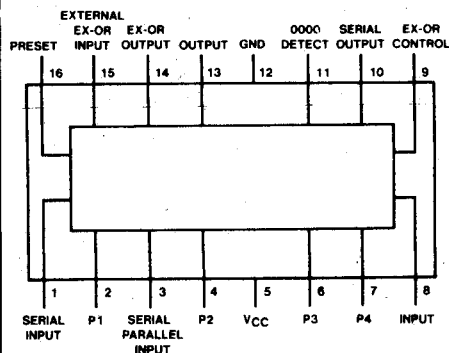 EXTERNAL
EX-OR EX-OR 0000 SERIAL EX-OR
PRESET INPUT OUTPUT OUTPUT GND DETECT OUTPUT CONTROL
16 15 14 13 12 11 10 9
1 2 3 4 5 6 7 8
SERIAL P1 SERIAL P2 VCC P3 P4 INPUT
INPUT PARALLEL
INPUT